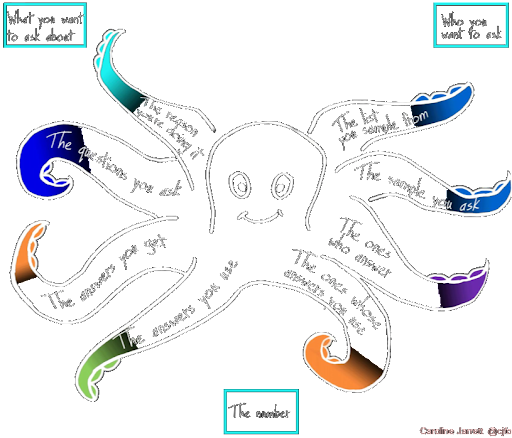 What you want
to ask about
Who you
want to ask
The reason
you're doing it
The list
you sample from
The questions you ask
The sample you ask
The answers you get
The ones
who answer
The answers you use
The ones whose
answers you use
The number
Caroline Jarrett @cjforms